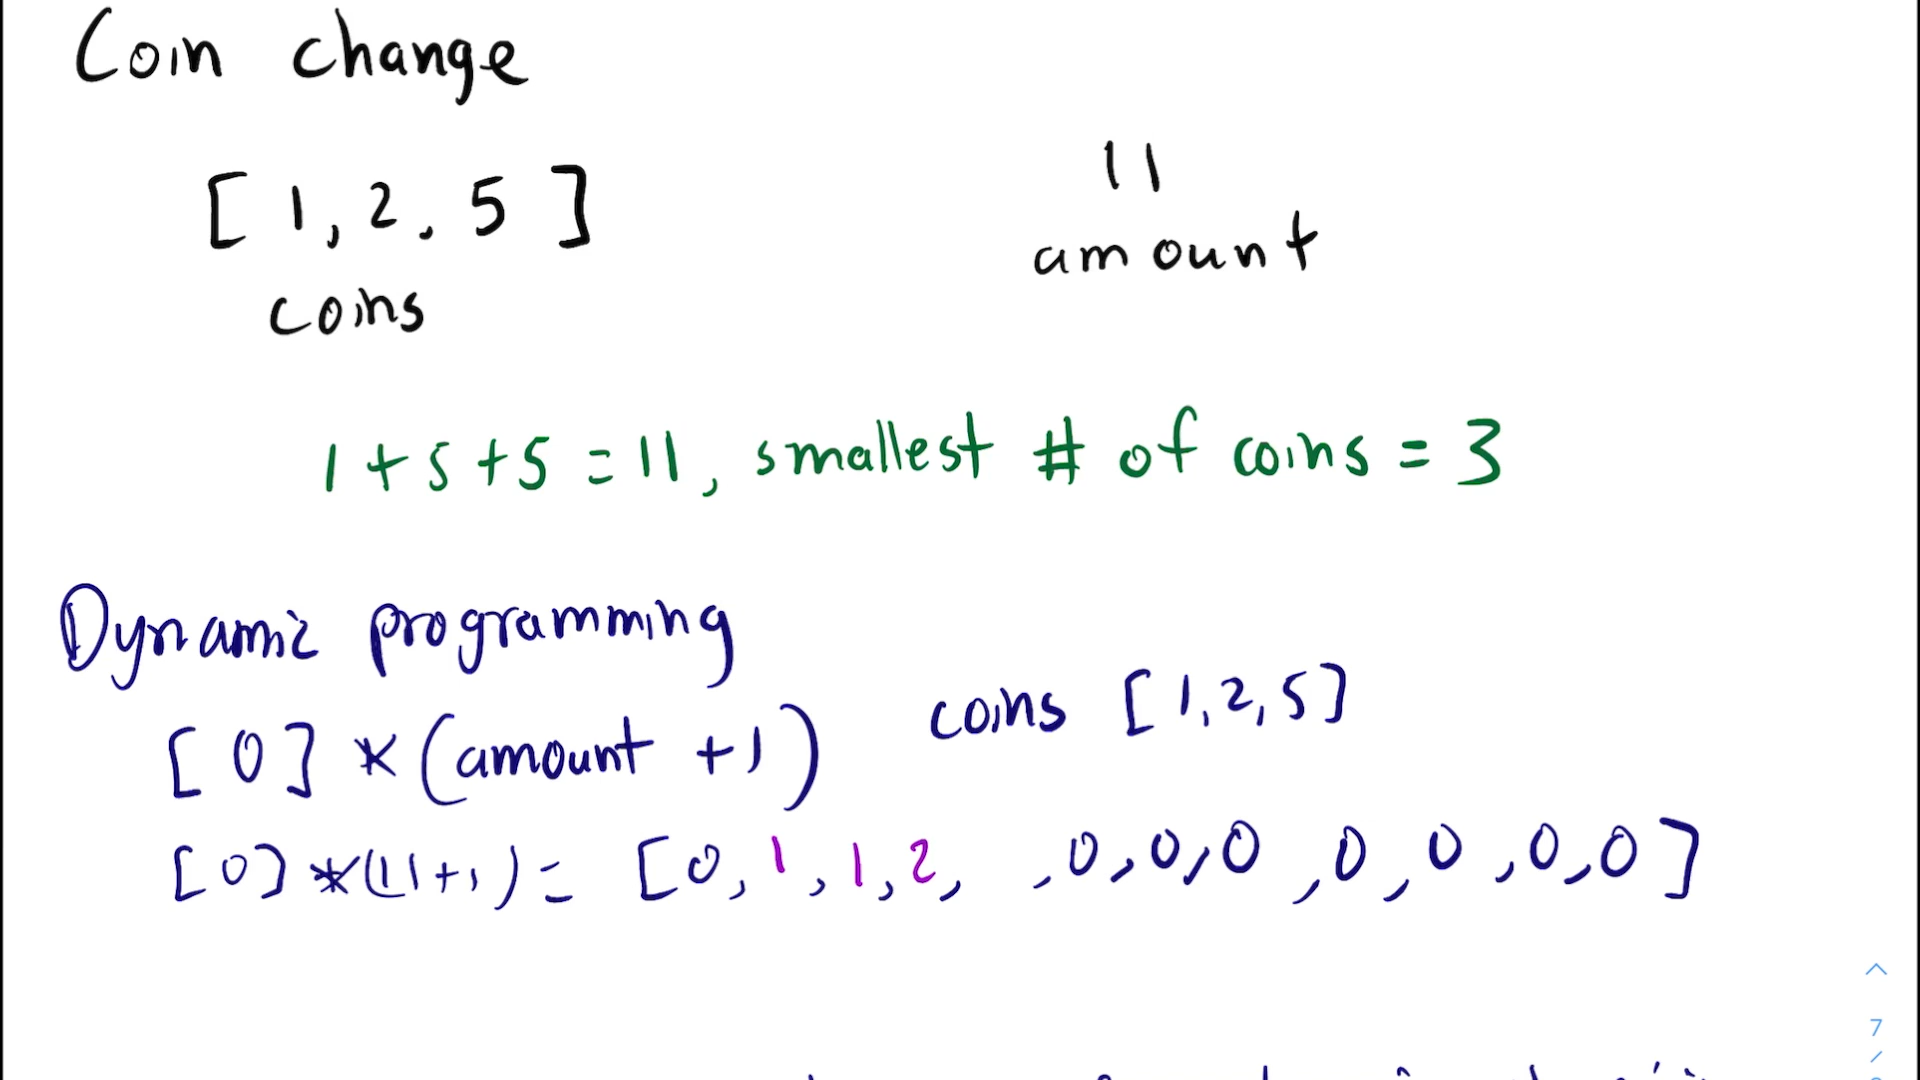 Coin change
[ 1, 2, 5 ]
11
coins
amount
1 + 5 + 5 = 11, smallest # of coins = 3
Dynamic programming
coins [1,2,5]
[0] * (amount +1)
[0] * (11+1) = [0, 1, 1, 2, ,0,0,0,0,0,0,0]
7
/